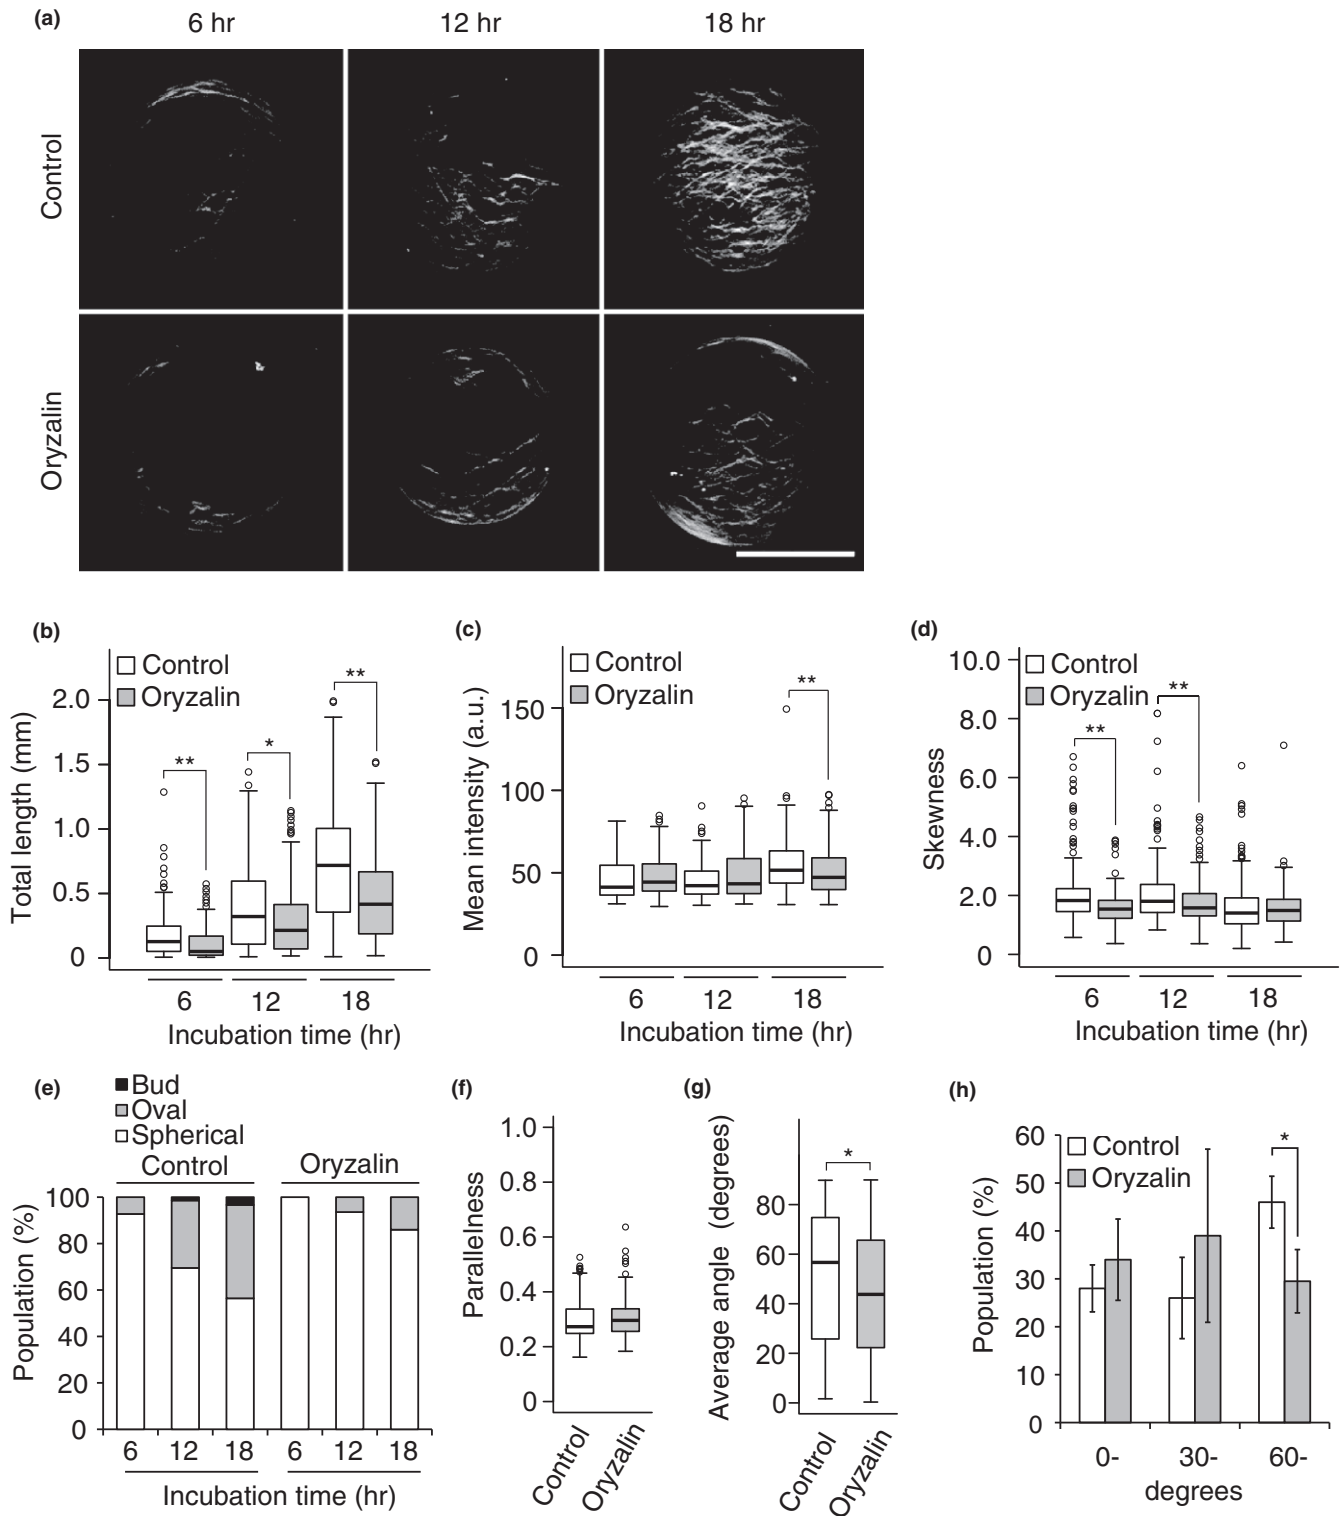 (a)
6 hr 12 hr 18 hr
Control
Oryzalin
(b)
Control
Oryzalin
Total length (mm)
2.0
1.5
1.0
0.5
0
**
*
**
6 12 18
Incubation time (hr)
(c)
Control
Oryzalin
Mean intensity (a.u.)
150
100
50
0
**
6 12 18
Incubation time (hr)
(d)
Control
Oryzalin
Skewness
10.0
8.0
6.0
4.0
2.0
0
**
**
6 12 18
Incubation time (hr)
(e)
Bud
Oval
Spherical
Control Oryzalin
Population (%)
100
80
60
40
20
0
6 12 18 6 12 18
Incubation time (hr)
(f)
Parallelness
1.0
0.8
0.6
0.4
0.2
0
Control
Oryzalin
(g)
Average angle (degrees)
80
60
40
20
0
*
Control
Oryzalin
(h)
Control
Oryzalin
Population (%)
60
50
40
30
20
10
0
*
0- 30- 60-
degrees